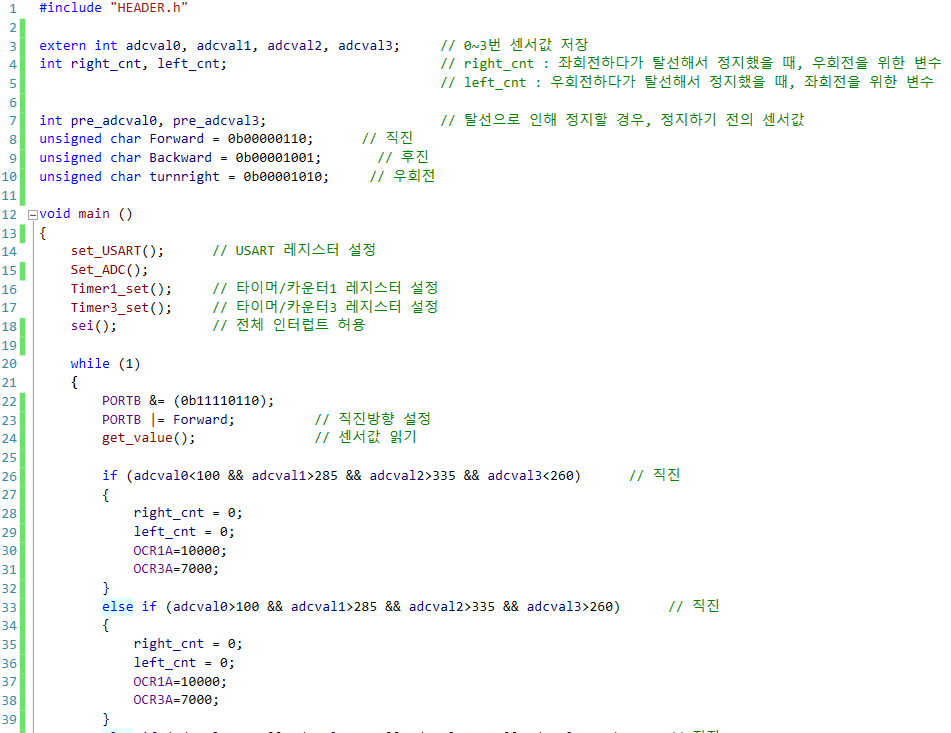 1 #include "HEADER.h"
2
3 extern int adcval0, adcval1, adcval2, adcval3; // 0~3번 센서값 저장
4 int right_cnt, left_cnt; // right_cnt : 좌회전하다가 탈선해서 정지했을 때, 우회전을 위한 변수
5 // left_cnt : 우회전하다가 탈선해서 정지했을 때, 좌회전을 위한 변수
6
7 int pre_adcval0, pre_adcval3; // 탈선으로 인해 정지할 경우, 정지하기 전의 센서값
8 unsigned char Forward = 0b00000110; // 직진
9 unsigned char Backward = 0b00001001; // 후진
10 unsigned char turnright = 0b00001010; // 우회전
11
12 void main ()
13 {
14 set_USART(); // USART 레지스터 설정
15 Set_ADC();
16 Timer1_set(); // 타이머/카운터1 레지스터 설정
17 Timer3_set(); // 타이머/카운터3 레지스터 설정
18 sei(); // 전체 인터럽트 허용
19
20 while (1)
21 {
22 PORTB &= (0b11110110);
23 PORTB |= Forward; // 직진방향 설정
24 get_value(); // 센서값 읽기
25
26 if (adcval0<100 && adcval1>285 && adcval2>335 && adcval3<260) // 직진
27 {
28 right_cnt = 0;
29 left_cnt = 0;
30 OCR1A=10000;
31 OCR3A=7000;
32 }
33 else if (adcval0>100 && adcval1>285 && adcval2>335 && adcval3>260) // 직진
34 {
35 right_cnt = 0;
36 left_cnt = 0;
37 OCR1A=10000;
38 OCR3A=7000;
39 }